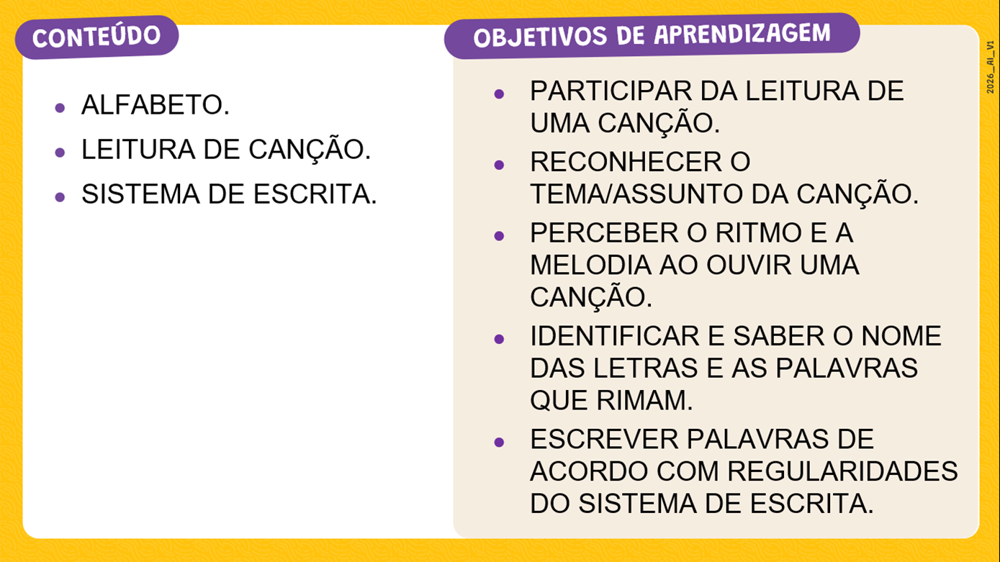 CONTEÚDO
• ALFABETO.
• LEITURA DE CANÇÃO.
• SISTEMA DE ESCRITA.
OBJETIVOS DE APRENDIZAGEM
• PARTICIPAR DA LEITURA DE
UMA CANÇÃO.
• RECONHECER O
TEMA/ASSUNTO DA CANÇÃO.
• PERCEBER O RITMO E A
MELODIA AO OUVIR UMA
CANÇÃO.
• IDENTIFICAR E SABER O NOME
DAS LETRAS E AS PALAVRAS
QUE RIMAM.
• ESCREVER PALAVRAS DE
ACORDO COM REGULARIDADES
DO SISTEMA DE ESCRITA.
2026_AI_V1